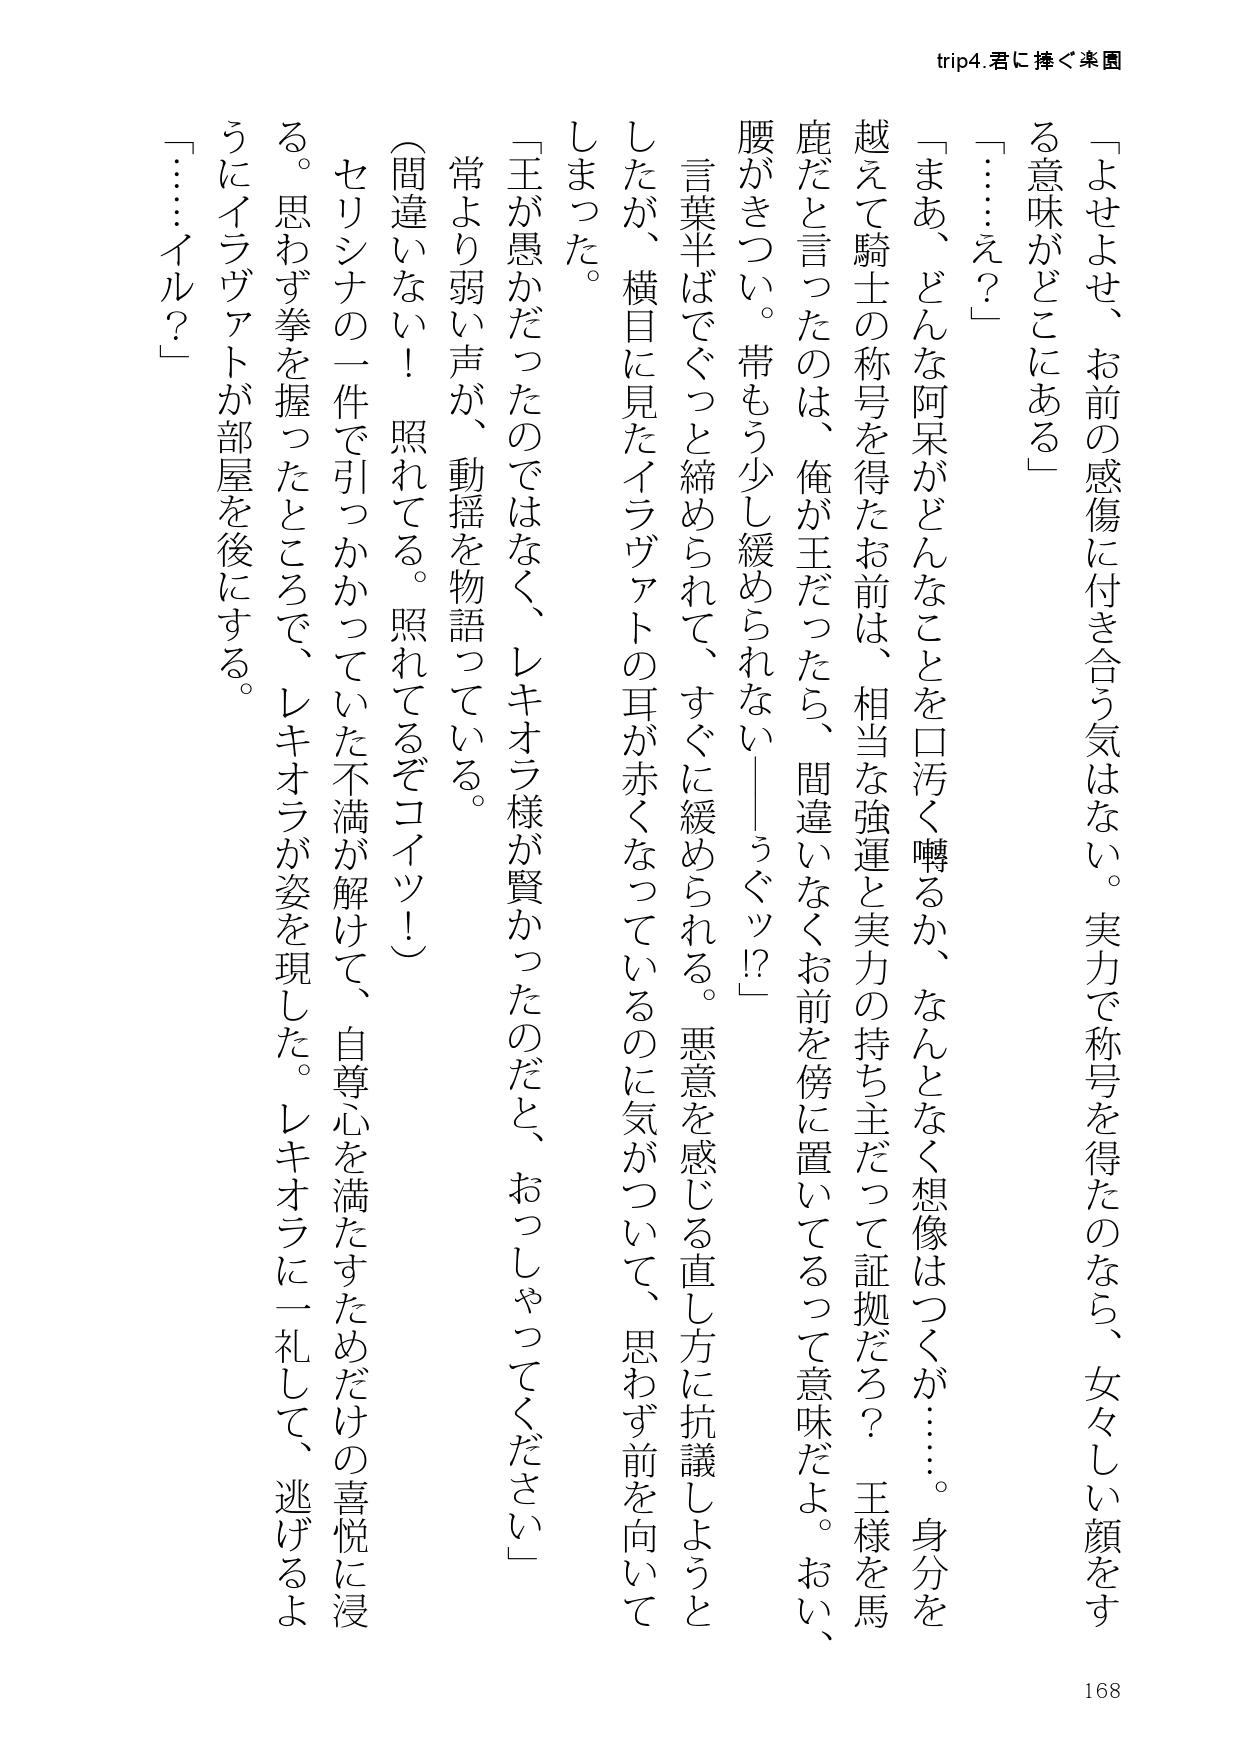 trip4.君に捧ぐ楽園
「よせよせ、お前の感傷に付き合う気はない。実力で称号を得たのなら、女々しい顔をす
る意味がどこにある」
「……え？」
「まあ、どんな阿呆がどんなことを口汚く囀るか、なんとなく想像はつくが……。身分を
越えて騎士の称号を得たお前は、相当な強運と実力の持ち主だって証拠だろ？　王様を馬
鹿だと言ったのは、俺が王だったら、間違いなくお前を傍に置いてるって意味だよ。おい、
腰がきつい。帯もう少し緩められない――うぐッ!?」
　言葉半ばでぐっと締められて、すぐに緩められる。悪意を感じる直し方に抗議しようと
したが、横目に見たイラヴァトの耳が赤くなっているのに気がついて、思わず前を向いて
しまった。
「王が愚かだったのではなく、レキオラ様が賢かったのだと、おっしゃってください」
　常より弱い声が、動揺を物語っている。
（間違いない！　照れてる。照れてるぞコイツ！）
　セリシナの一件で引っかかっていた不満が解けて、自尊心を満たすためだけの喜悦に浸
る。思わず拳を握ったところで、レキオラが姿を現した。レキオラに一礼して、逃げるよ
うにイラヴァトが部屋を後にする。
「……イル？」
168